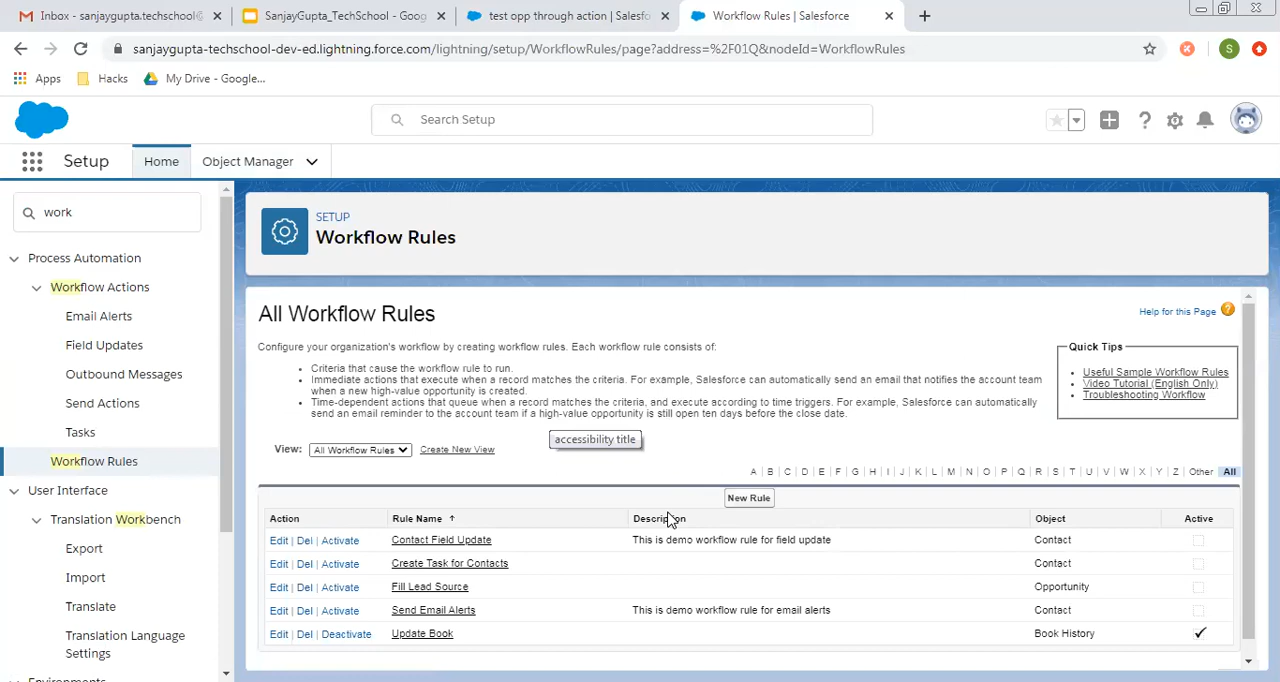 Inbox - sanjaygupta.techschool@
SanjayGupta_TechSchool - Goog
test opp through action | Salesfo
Workflow Rules | Salesforce
sanjaygupta-techschool-dev-ed.lightning.force.com/lightning/setup/WorkflowRules/page?address=%2F01Q&nodeId=WorkflowRules
S
Apps
Hacks
My Drive - Google...
Search Setup
Setup
Home
Object Manager
work
Process Automation
Workflow Actions
Email Alerts
Field Updates
Outbound Messages
Send Actions
Tasks
Workflow Rules
User Interface
Translation Workbench
Export
Import
Translate
Translation Language
Settings
SETUP
Workflow Rules
All Workflow Rules
Help for this Page
Configure your organization's workflow by creating workflow rules. Each workflow rule consists of:
Criteria that cause the workflow rule to run.
Immediate actions that execute when a record matches the criteria. For example, Salesforce can automatically send an email that notifies the account team
when a new high-value opportunity is created.
Time-dependent actions that queue when a record matches the criteria, and execute according to time triggers. For example, Salesforce can automatically
send an email reminder to the account team if a high-value opportunity is still open ten days before the close date.
Quick Tips
Useful Sample Workflow Rules
Video Tutorial (English Only)
Troubleshooting Workflow
accessibility title
View: All Workflow Rules Create New View
A | B | C | D | E | F | G | H | I | J | K | L | M | N | O | P | Q | R | S | T | U | V | W | X | Y | Z | Other | All
New Rule
Action Rule Name ↑ Description Object Active
Edit | Del | Activate Contact Field Update This is demo workflow rule for field update Contact
Edit | Del | Activate Create Task for Contacts Contact
Edit | Del | Activate Fill Lead Source Opportunity
Edit | Del | Activate Send Email Alerts This is demo workflow rule for email alerts Contact
Edit | Del | Deactivate Update Book Book History